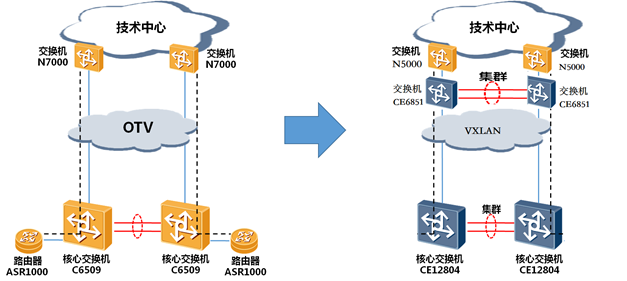 技术中心
交换机
N7000
交换机
N7000
OTV
核心交换机
C6509
核心交换机
C6509
路由器
ASR1000
路由器
ASR1000
技术中心
交换机
N5000
交换机
N5000
集群
交换机
CE6851
交换机
CE6851
VXLAN
集群
核心交换机
CE12804
核心交换机
CE12804